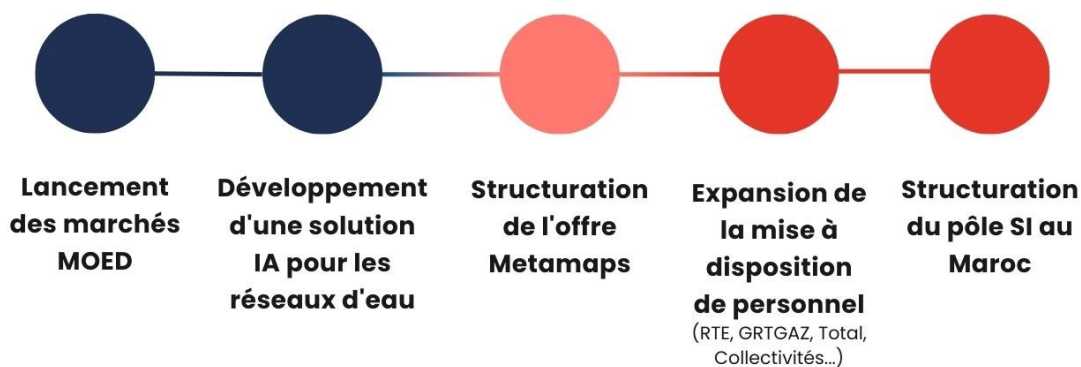 Lancement
des marchés
MOED
Développement
d'une solution
IA pour les
réseaux d'eau
Structuration
de l'offre
Metamaps
Expansion de
la mise à
disposition
de personnel
(RTE, GRTGAZ, Total,
Collectivités...)
Structuration
du pôle SI au
Maroc